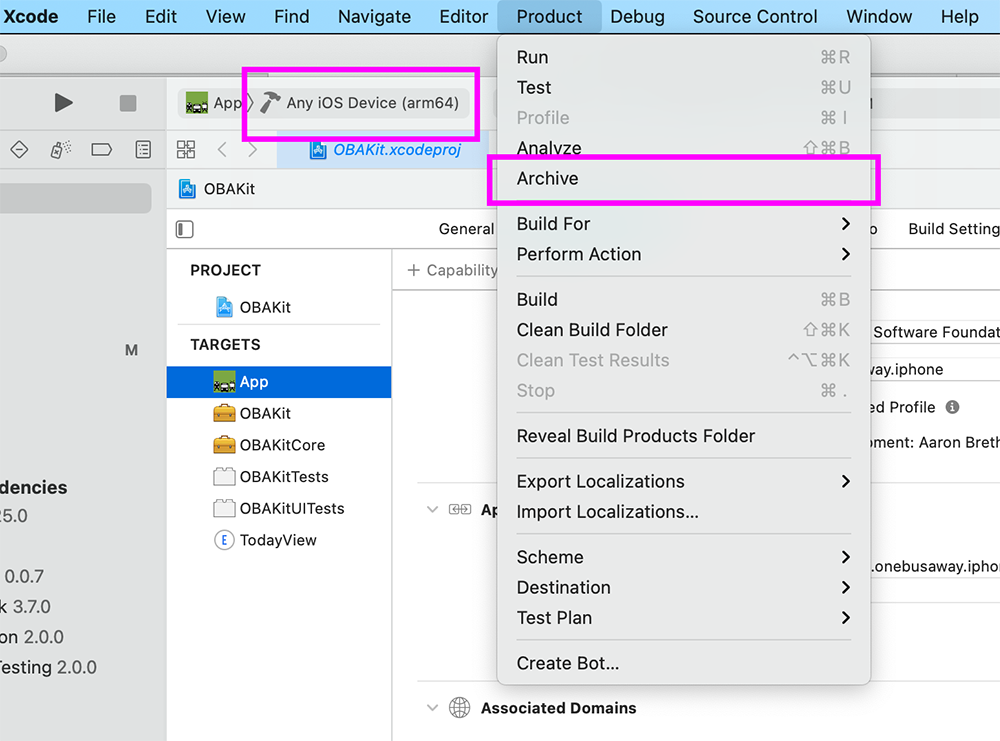 Xcode File Edit View Find Navigate Editor Product Debug Source Control Window Help
App Any iOS Device (arm64)
OBAKit.xcodeproj
OBAKit
General
Build Setting
PROJECT
+ Capability
OBAKit
TARGETS
M
App
OBAKit
OBAKitCore
OBAKitTests
OBAKitUITests
E TodayView
dencies
25.0
0.0.7
k 3.7.0
on 2.0.0
Testing 2.0.0
Run ⌘R
Test ⌘U
Profile ⌘I
Analyze ⇧⌘B
Archive
Build For
Perform Action
Build ⌘B
Clean Build Folder ⇧⌘K
Clean Test Results ^⌥⌘K
Stop ⌘.
Reveal Build Products Folder
Export Localizations
Import Localizations...
Scheme
Destination
Test Plan
Create Bot...
Software Foundat
way.iphone
ed Profile
pment: Aaron Breth
Ap
.onebusaway.ipho
Associated Domains